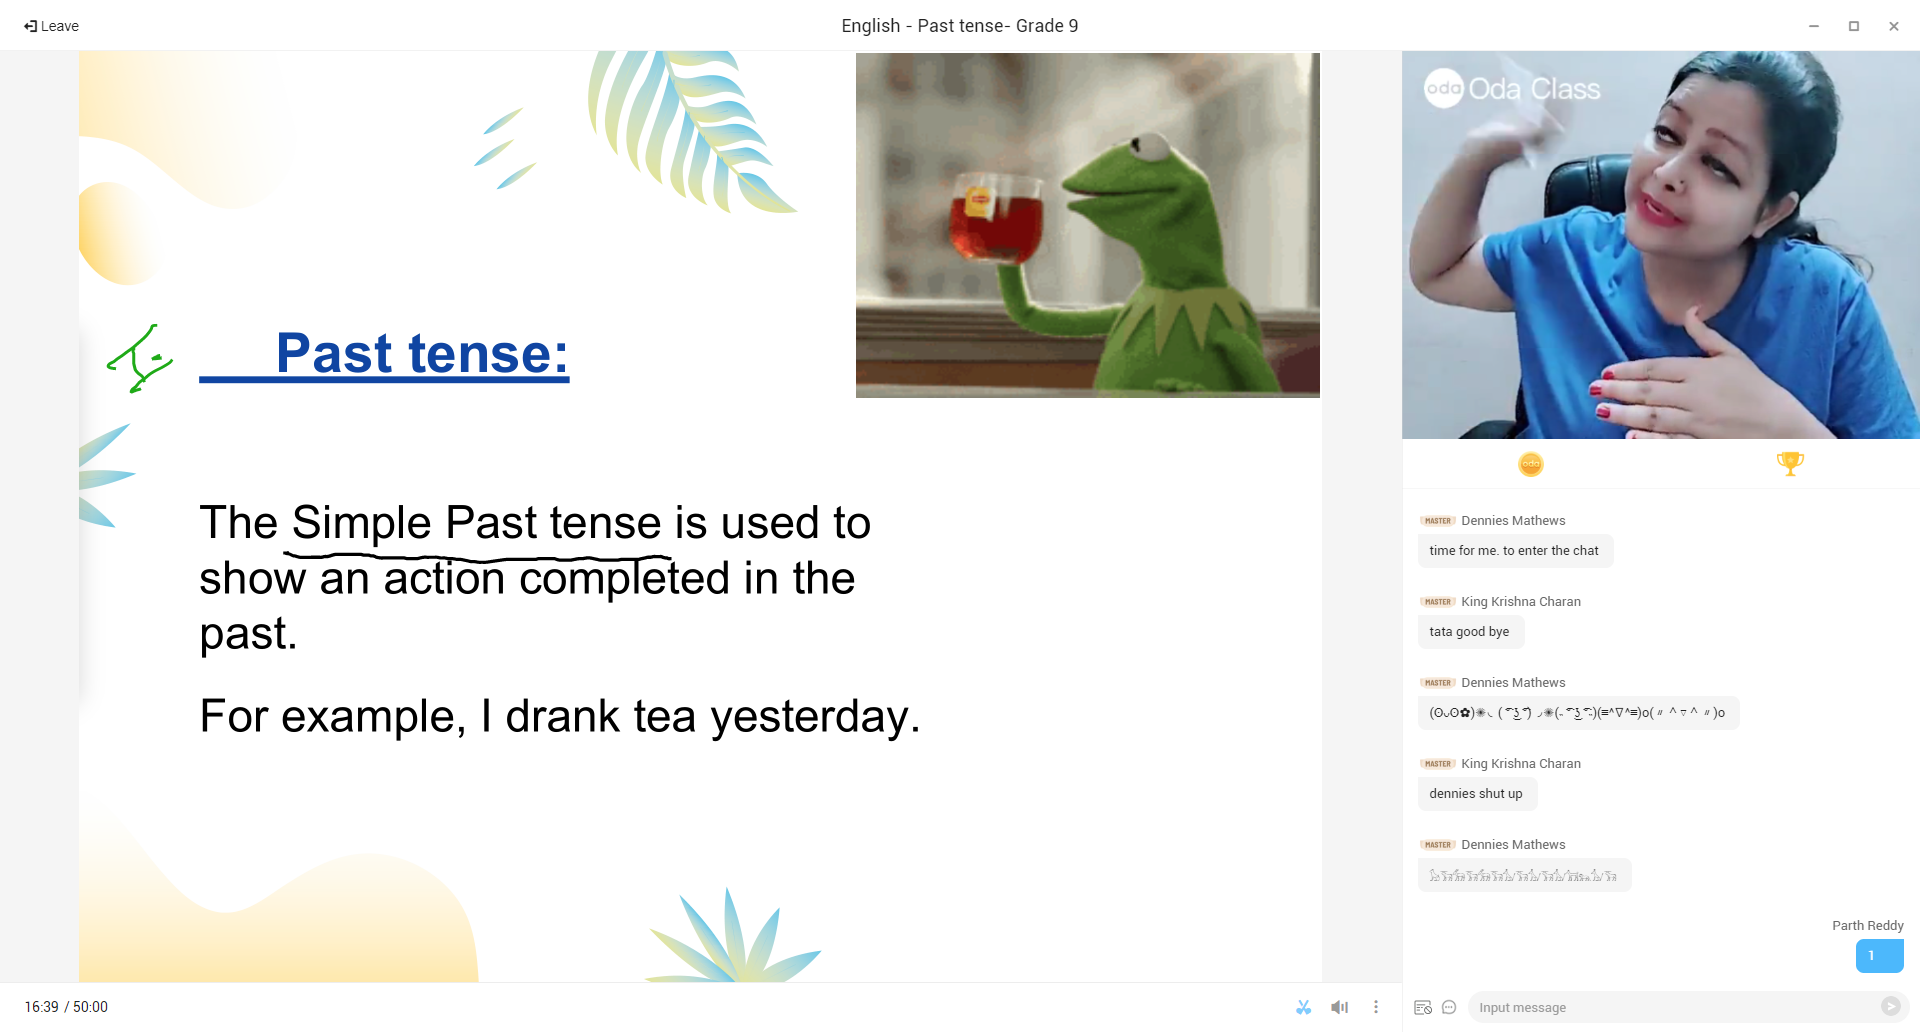 Leave
English - Past tense- Grade 9
oda Oda Class
Past tense:
The Simple Past tense is used to
show an action completed in the
past.
For example, I drank tea yesterday.
oda
MASTER Dennies Mathews
time for me. to enter the chat
MASTER King Krishna Charan
tata good bye
MASTER Dennies Mathews
MASTER King Krishna Charan
dennies shut up
MASTER Dennies Mathews
Parth Reddy
1
16:39 / 50:00
Input message